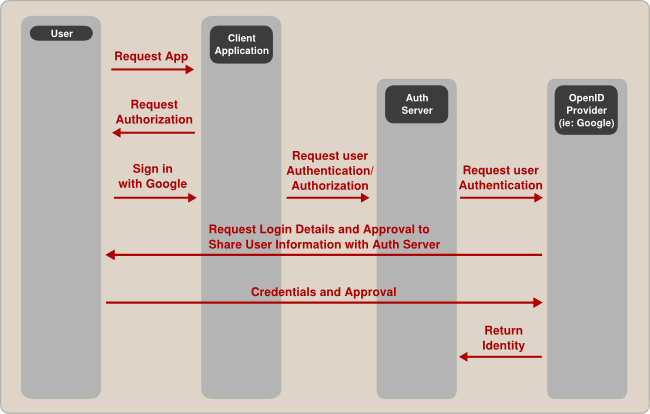 User
Client
Application
Request App
Auth
Server
OpenID
Provider
(ie: Google)
Request
Authorization
Sign in
with Google
Request user
Authentication/
Authorization
Request user
Authentication
Request Login Details and Approval to
Share User Information with Auth Server
Credentials and Approval
Return
Identity